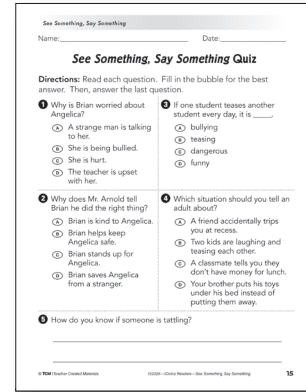 See Something, Say Something
Name: Date:
See Something, Say Something Quiz
Directions: Read each question. Fill in the bubble for the best
answer. Then, answer the last question.
1 Why is Brian worried about
Angelica?
A A strange man is talking
to her.
B She is being bullied.
C She is hurt.
D The teacher is upset
with her.
2 Why does Mr. Arnold tell
Brian he did the right thing?
A Brian is kind to Angelica.
B Brian helps keep
Angelica safe.
C Brian stands up for
Angelica.
D Brian saves Angelica
from a stranger.
3 If one student teases another
student every day, it is _____.
A bullying
B teasing
C dangerous
D funny
4 Which situation should you tell an
adult about?
A A friend accidentally trips
you at recess.
B Two kids are laughing and
teasing each other.
C A classmate tells you they
don't have money for lunch.
D Your brother puts his toys
under his bed instead of
putting them away.
5 How do you know if someone is tattling?
© TCM | Teacher Created Materials —Civics Readers—See Something, Say Something 15